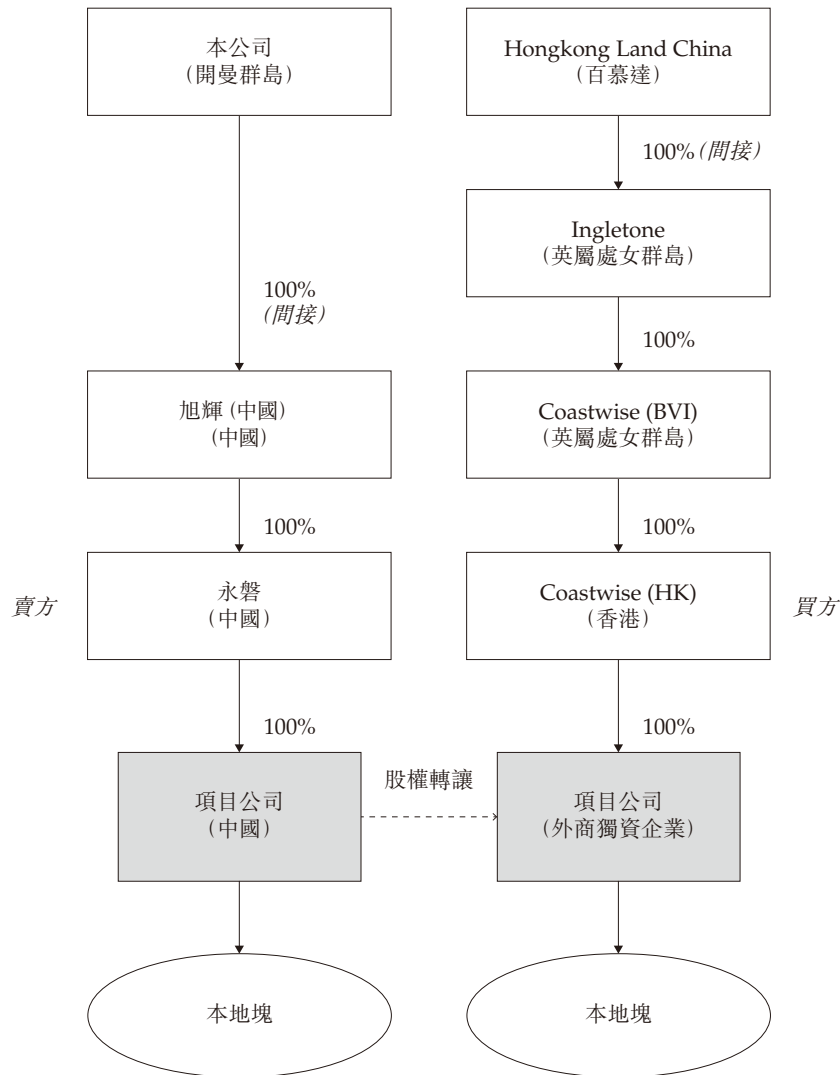 本公司
(開曼群島)
Hongkong Land China
(百慕達)
100% (間接)
Ingletone
(英屬處女群島)
100%
(間接)
100%
旭輝 (中國)
(中國)
Coastwise (BVI)
(英屬處女群島)
100%
100%
賣方
永磐
(中國)
Coastwise (HK)
(香港)
買方
100%
100%
項目公司
(中國)
股權轉讓
項目公司
(外商獨資企業)
本地塊
本地塊